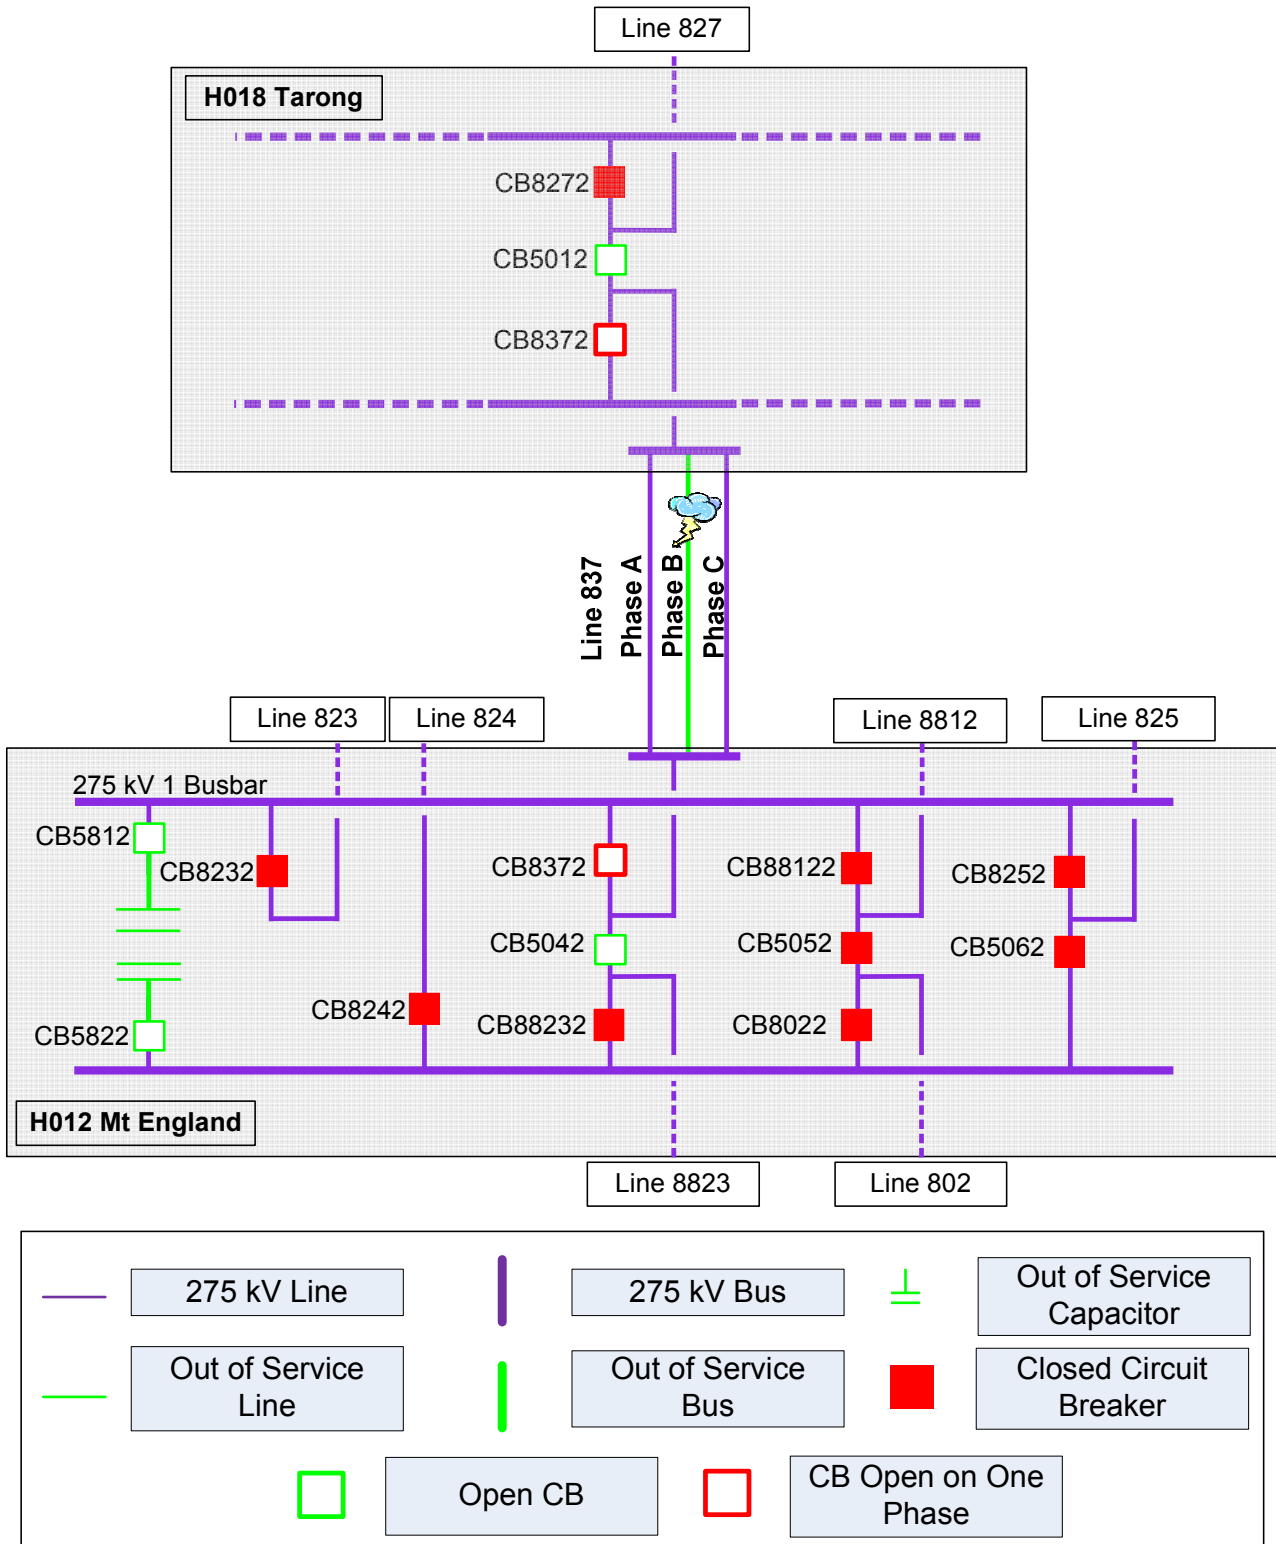 Line 827
H018 Tarong
CB8272
CB5012
CB8372
Line 837
Phase A
Phase B
Phase C
Line 823
Line 824
Line 8812
Line 825
275 kV 1 Busbar
CB5812
CB8232
CB8372
CB88122
CB8252
CB5042
CB5052
CB5062
CB8242
CB88232
CB8022
CB5822
H012 Mt England
Line 8823
Line 802
275 kV Line
275 kV Bus
Out of Service
Capacitor
Out of Service
Line
Out of Service
Bus
Closed Circuit
Breaker
Open CB
CB Open on One
Phase